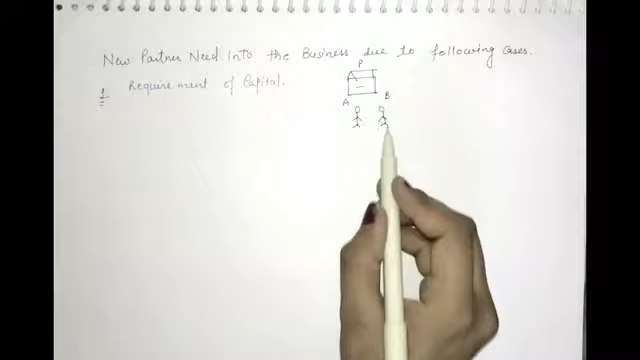 New Partner Need Into the Business due to following Cases.
1 Requirement of Capital.
P
A B